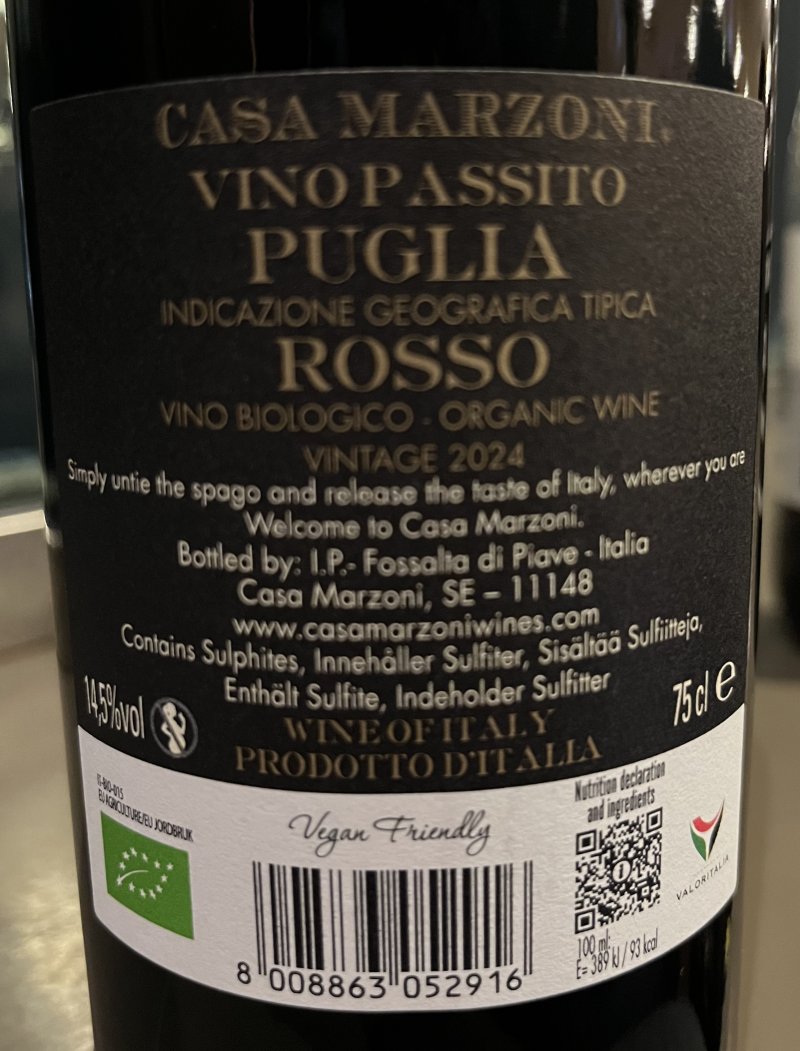 CASA MARZONI.
VINO PASSITO
PUGLIA
INDICAZIONE GEOGRAFICA TIPICA
ROSSO
VINO BIOLOGICO - ORGANIC WINE
VINTAGE 2024
Simply untie the spago and release the taste of Italy, wherever you are
Welcome to Casa Marzoni.
Bottled by: I.P.- Fossalta di Piave - Italia
Casa Marzoni, SE – 11148
www.casamarzoniwines.com
Contains Sulphites, Innehåller Sulfiter, Sisältää Sulfiitteja,
Enthält Sulfite, Indeholder Sulfitter
14,5%vol
75 cl e
WINE OF ITALY
PRODOTTO D'ITALIA
IT-BIO-015
EU AGRICULTURE/EU JORDBRUK
Vegan Friendly
Nutrition declaration
and ingredients
VALORITALIA
100 ml:
E= 389 kJ / 93 kcal
8 008863 052916